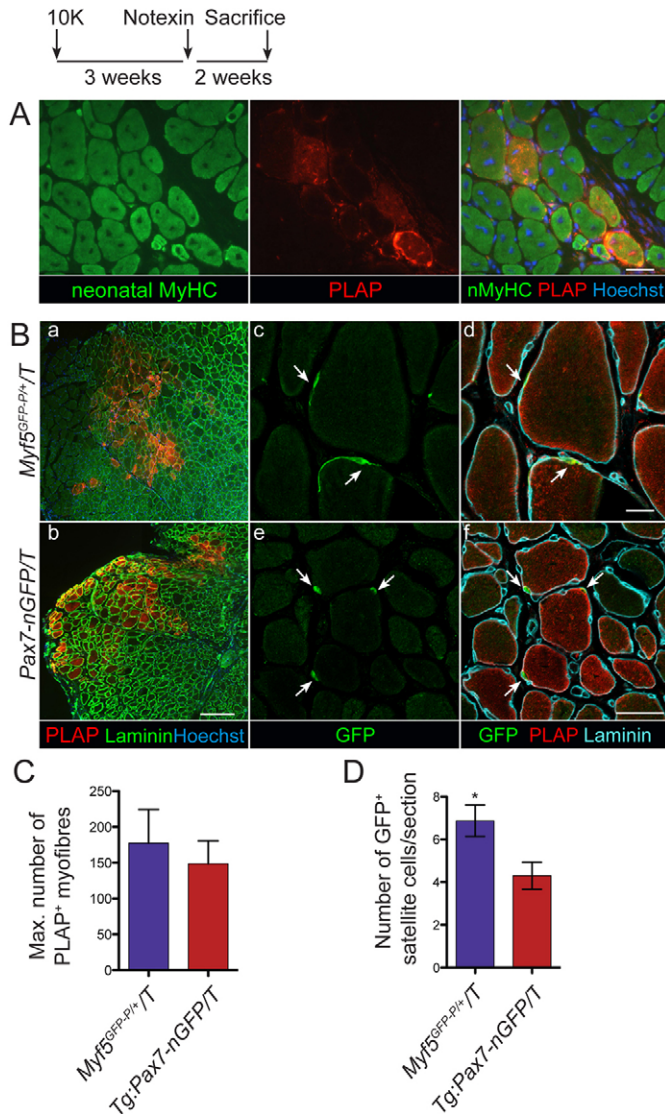 10K Notexin Sacrifice
3 weeks 2 weeks
A
neonatal MyHC PLAP nMyHC PLAP Hoechst
B
a c d
Myf5GFP-P/+/T
b e f
Pax7-nGFP/T
PLAP Laminin Hoechst GFP GFP PLAP Laminin
C D
Max. number of
PLAP+ myofibres
250
200
150
100
50
0
Myf5GFP-P/+/T
Tg:Pax7-nGFP/T
Number of GFP+
satellite cells/section
8
6
4
2
0
*
Myf5GFP-P/+/T
Tg:Pax7-nGFP/T